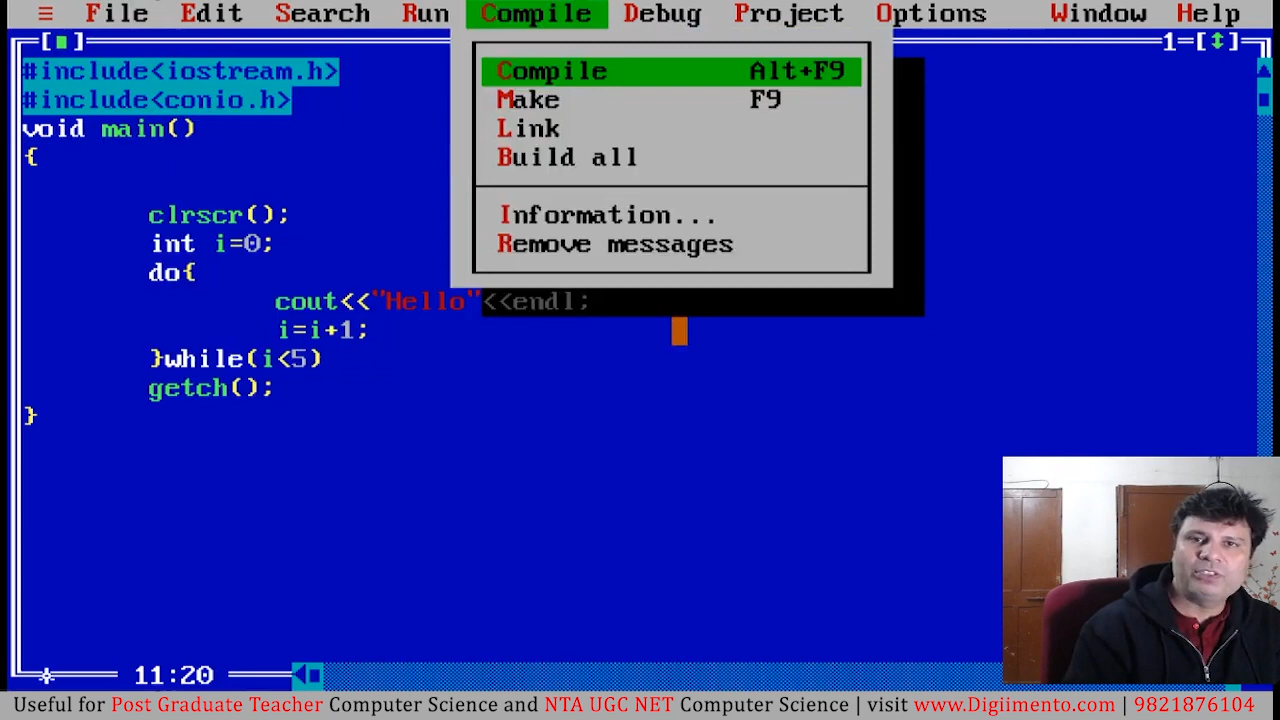 ≡ File Edit Search Run Compile Debug Project Options Window Help
[■] 1=[↕]
#include<iostream.h>
#include<conio.h>
void main()
{
clrscr();
int i=0;
do{
cout<<"Hello"<<endl;
i=i+1;
}while(i<5)
getch();
}
Compile Alt+F9
Make F9
Link
Build all
Information...
Remove messages
11:20
Useful for Post Graduate Teacher Computer Science and NTA UGC NET Computer Science | visit www.Digiimento.com | 9821876104